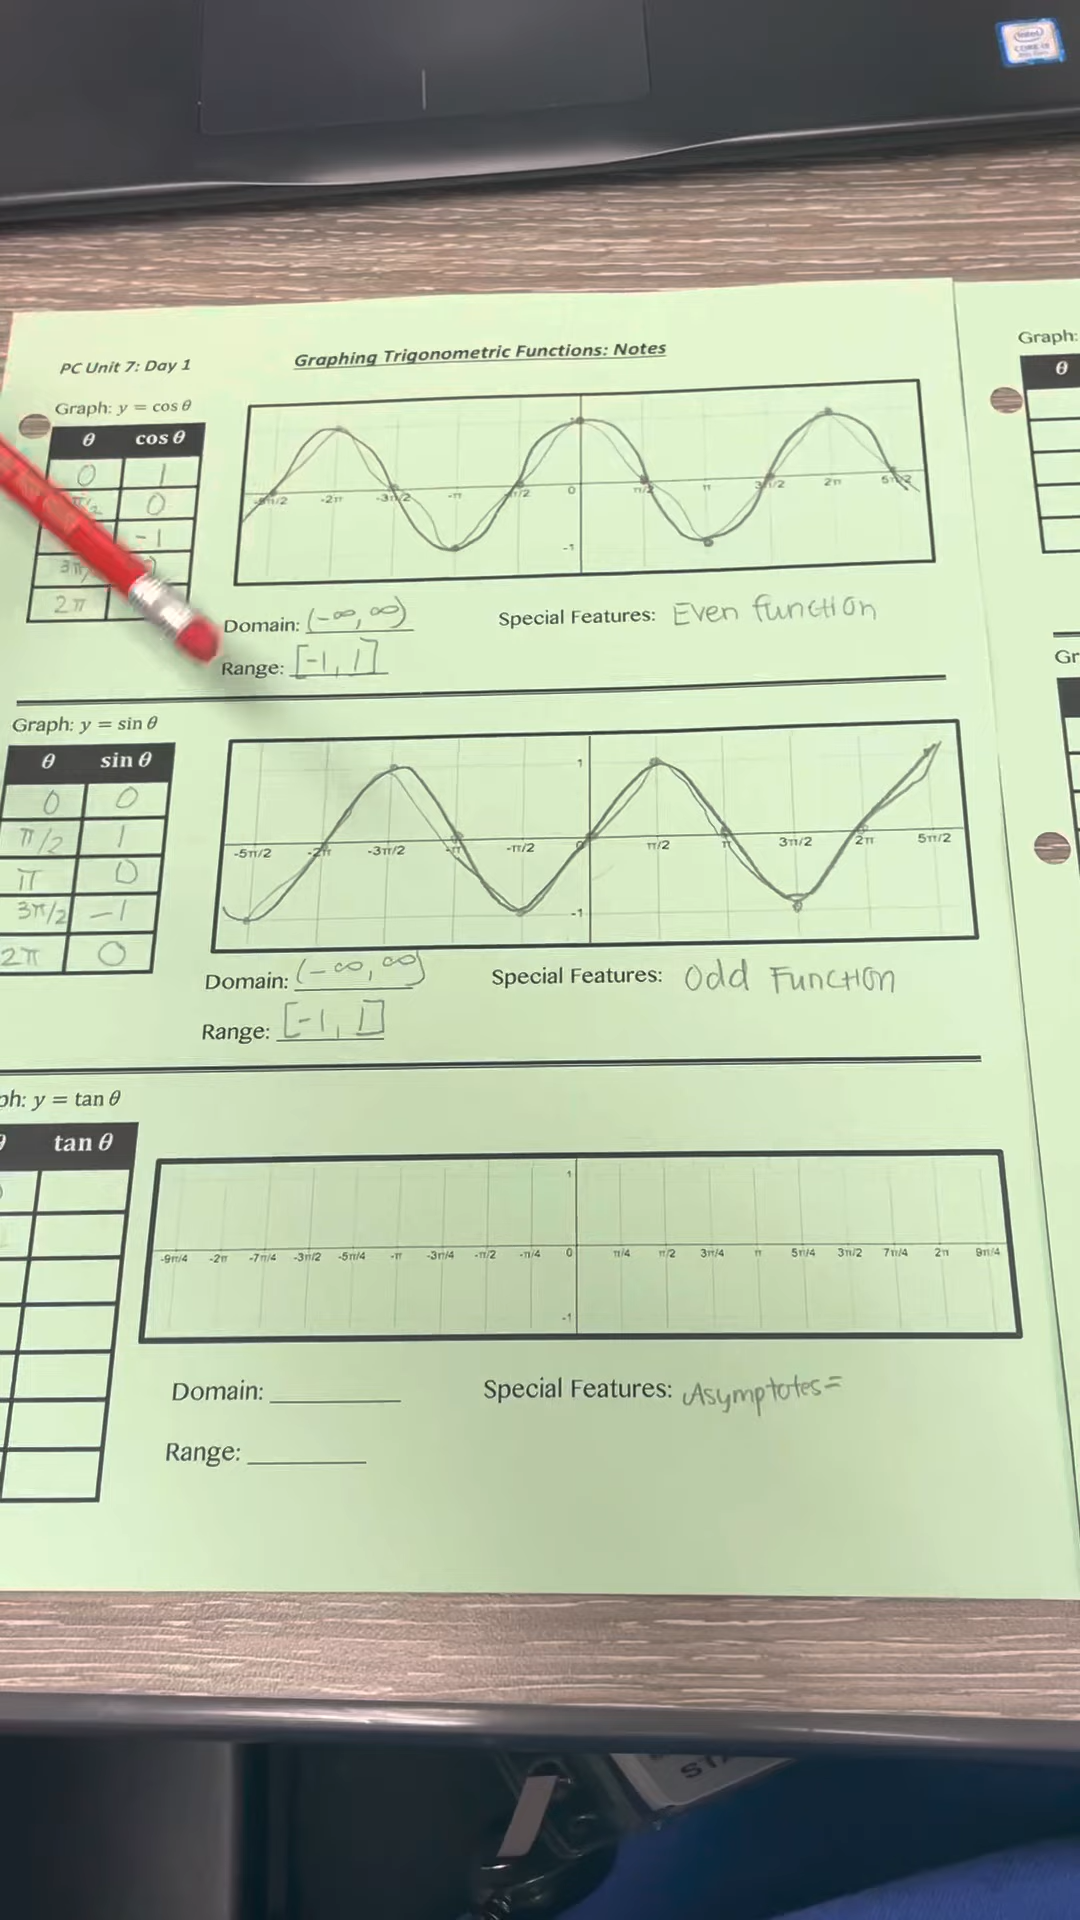 intel
CORE i5
PC Unit 7: Day 1
Graphing Trigonometric Functions: Notes
Graph: y = cos θ
θ cos θ
0 1
0
-1
2π
1
-2π -π 0 π/2 π 3π/2 2π
-1
Domain: (-∞, ∞)
Special Features: Even function
Range: [-1, 1]
Graph: y = sin θ
θ sin θ
0 0
π/2 1
π 0
3π/2 -1
2π 0
1
-5π/2 -2π -3π/2 -π -π/2 0 π/2 π 3π/2 2π 5π/2
-1
Domain: (-∞, ∞)
Special Features: Odd Function
Range: [-1, 1]
ph: y = tan θ
tan θ
1
-9π/4 -2π -7π/4 -3π/2 -5π/4 -π -3π/4 -π/2 -π/4 0 π/4 π/2 3π/4 π 5π/4 3π/2 7π/4 2π 9π/4
-1
Domain:
Special Features: Asymptotes=
Range:
Graph:
θ
Gr